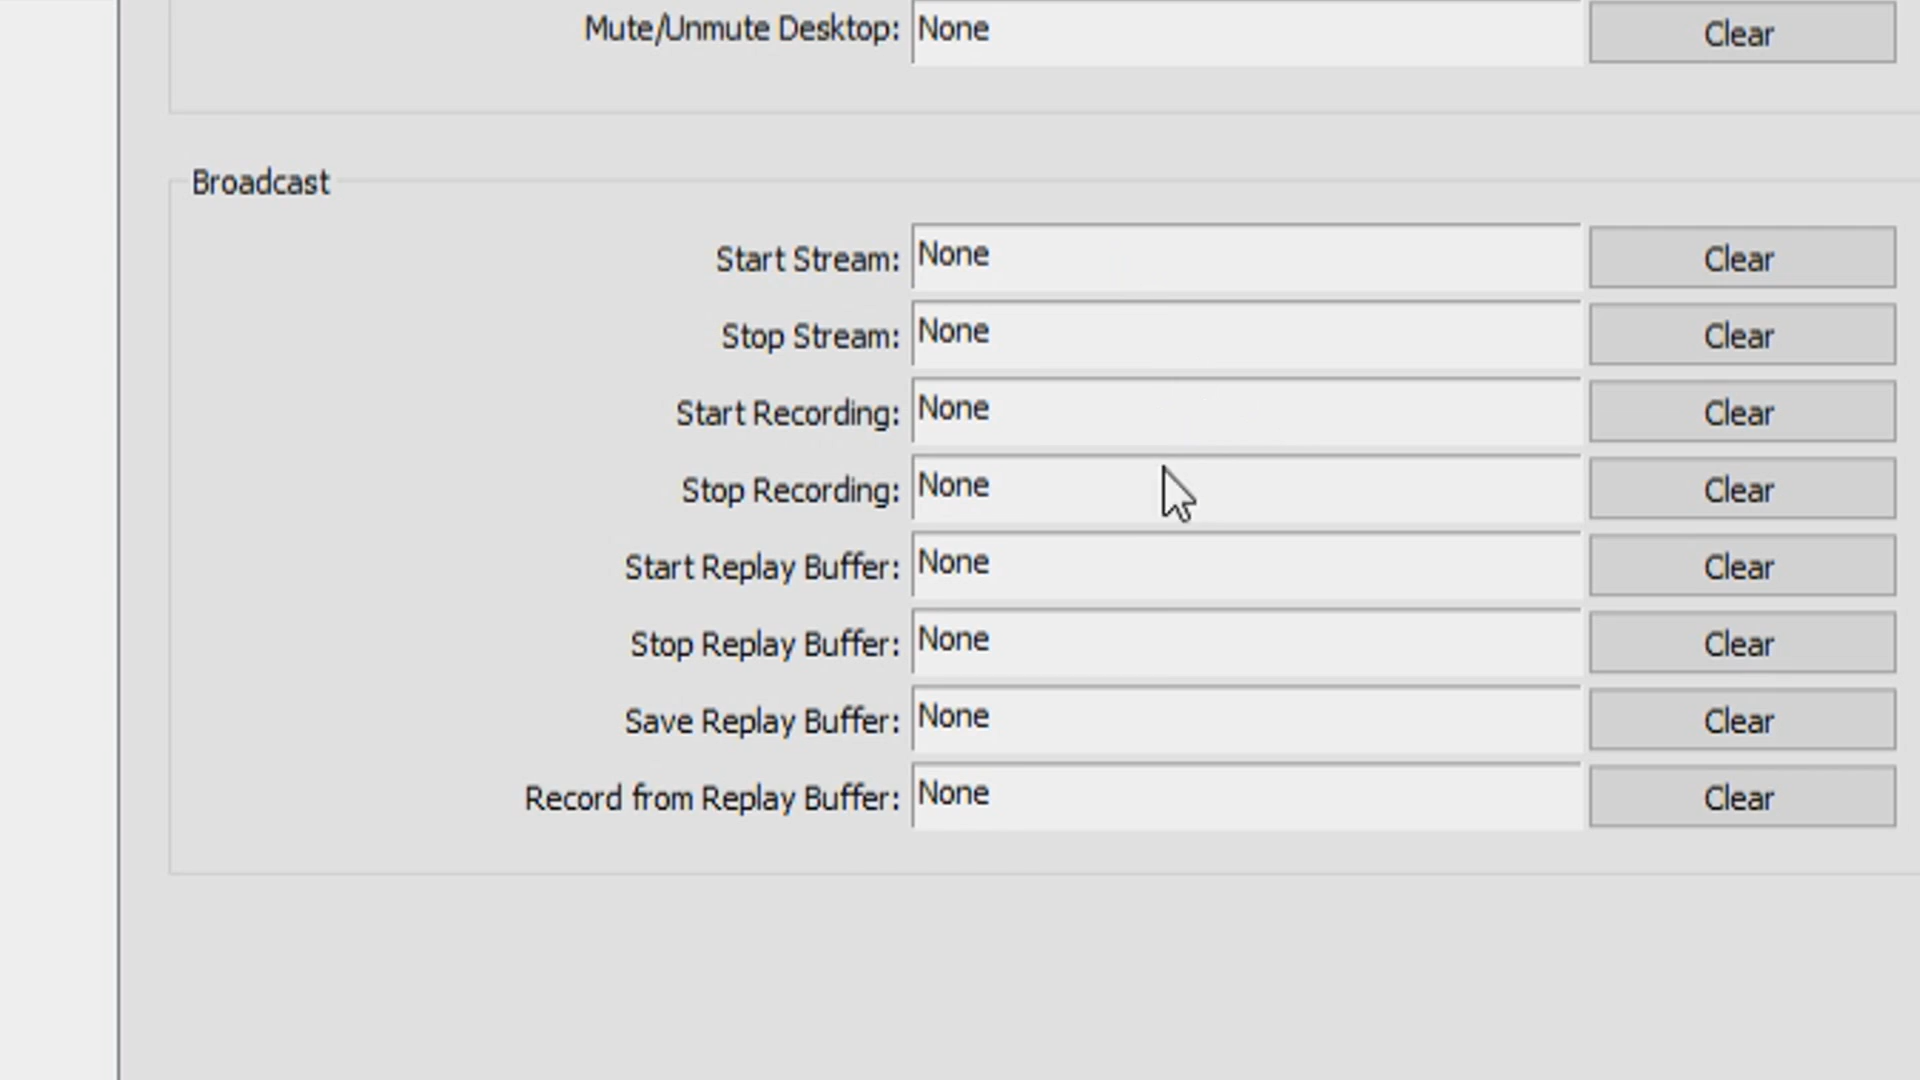 Mute/Unmute Desktop: None Clear
Broadcast
Start Stream: None Clear
Stop Stream: None Clear
Start Recording: None Clear
Stop Recording: None Clear
Start Replay Buffer: None Clear
Stop Replay Buffer: None Clear
Save Replay Buffer: None Clear
Record from Replay Buffer: None Clear